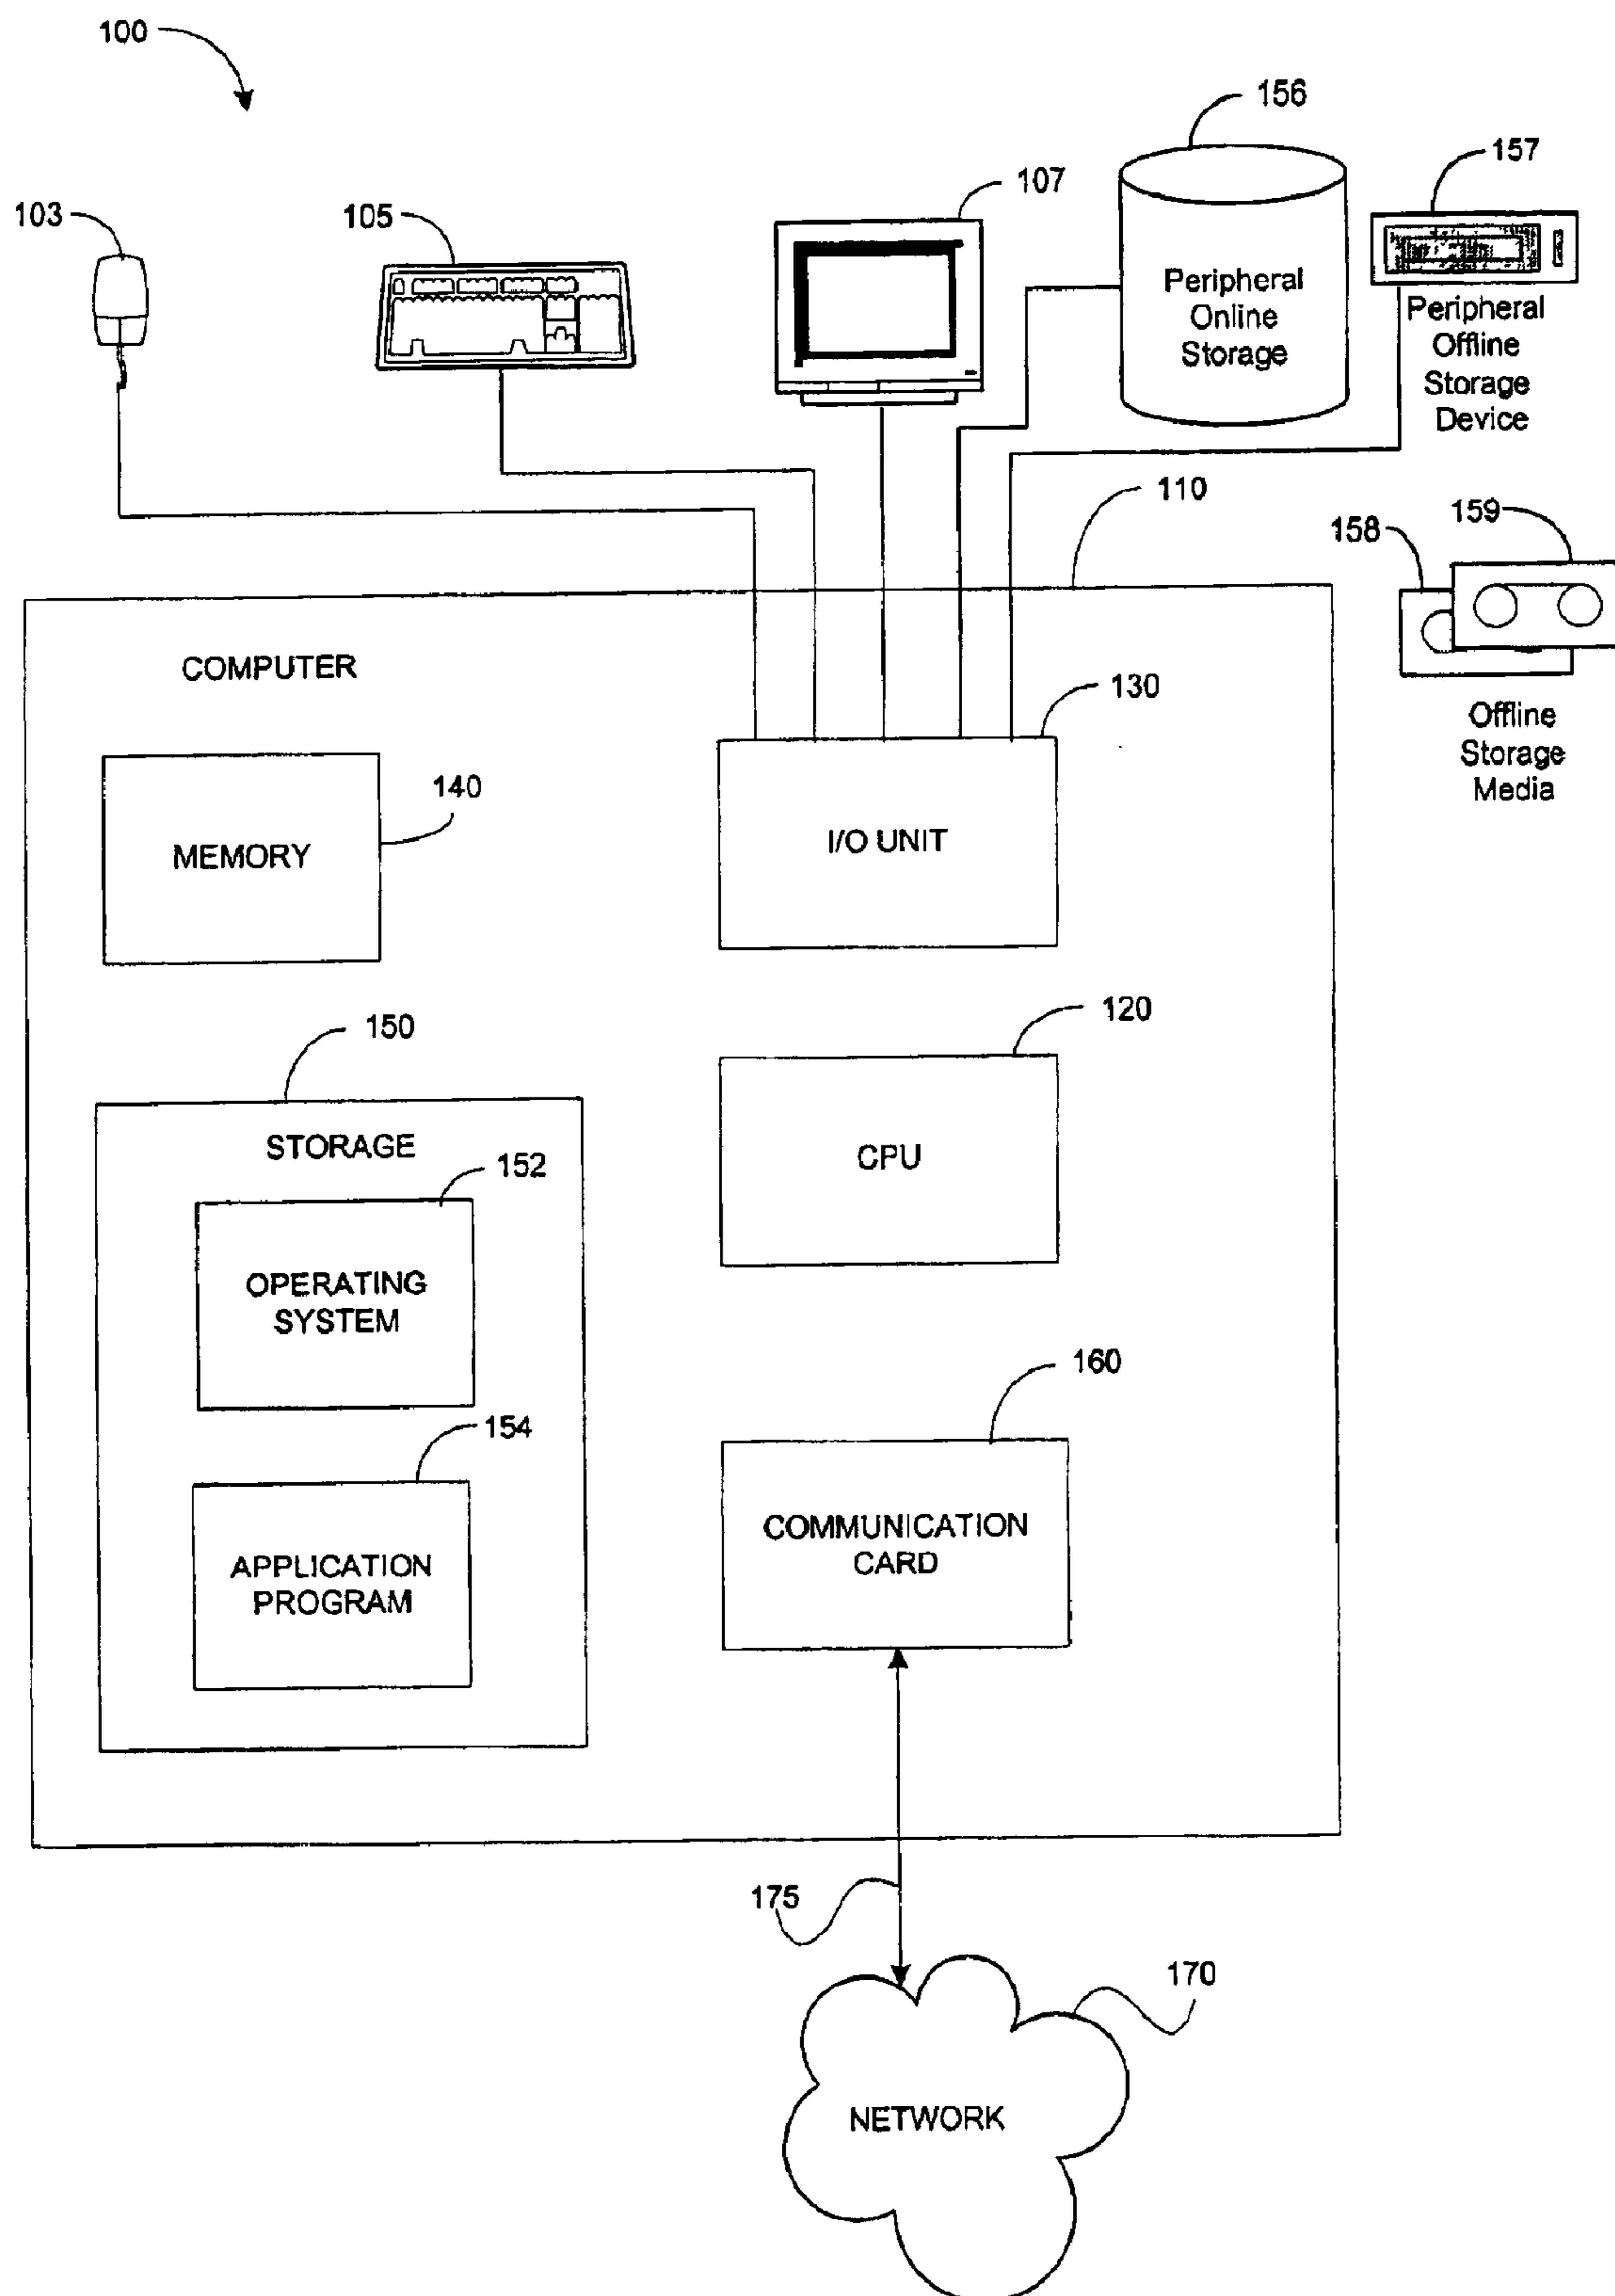 100
156
157
107
103
105
Peripheral
Online
Storage
Peripheral
Offline
Storage
Device
110
159
158
COMPUTER
130
Offline
Storage
Media
140
I/O UNIT
MEMORY
120
150
STORAGE
CPU
152
OPERATING
SYSTEM
160
154
COMMUNICATION
CARD
APPLICATION
PROGRAM
175
170
NETWORK